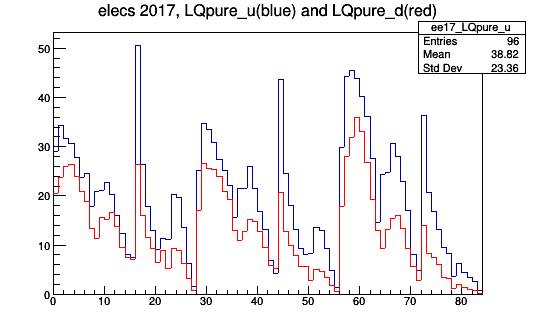 elecs 2017, LQpure_u(blue) and LQpure_d(red)
ee17_LQpure_u
Entries 96
Mean 38.82
Std Dev 23.36
50
40
30
20
10
0
0 10 20 30 40 50 60 70 80